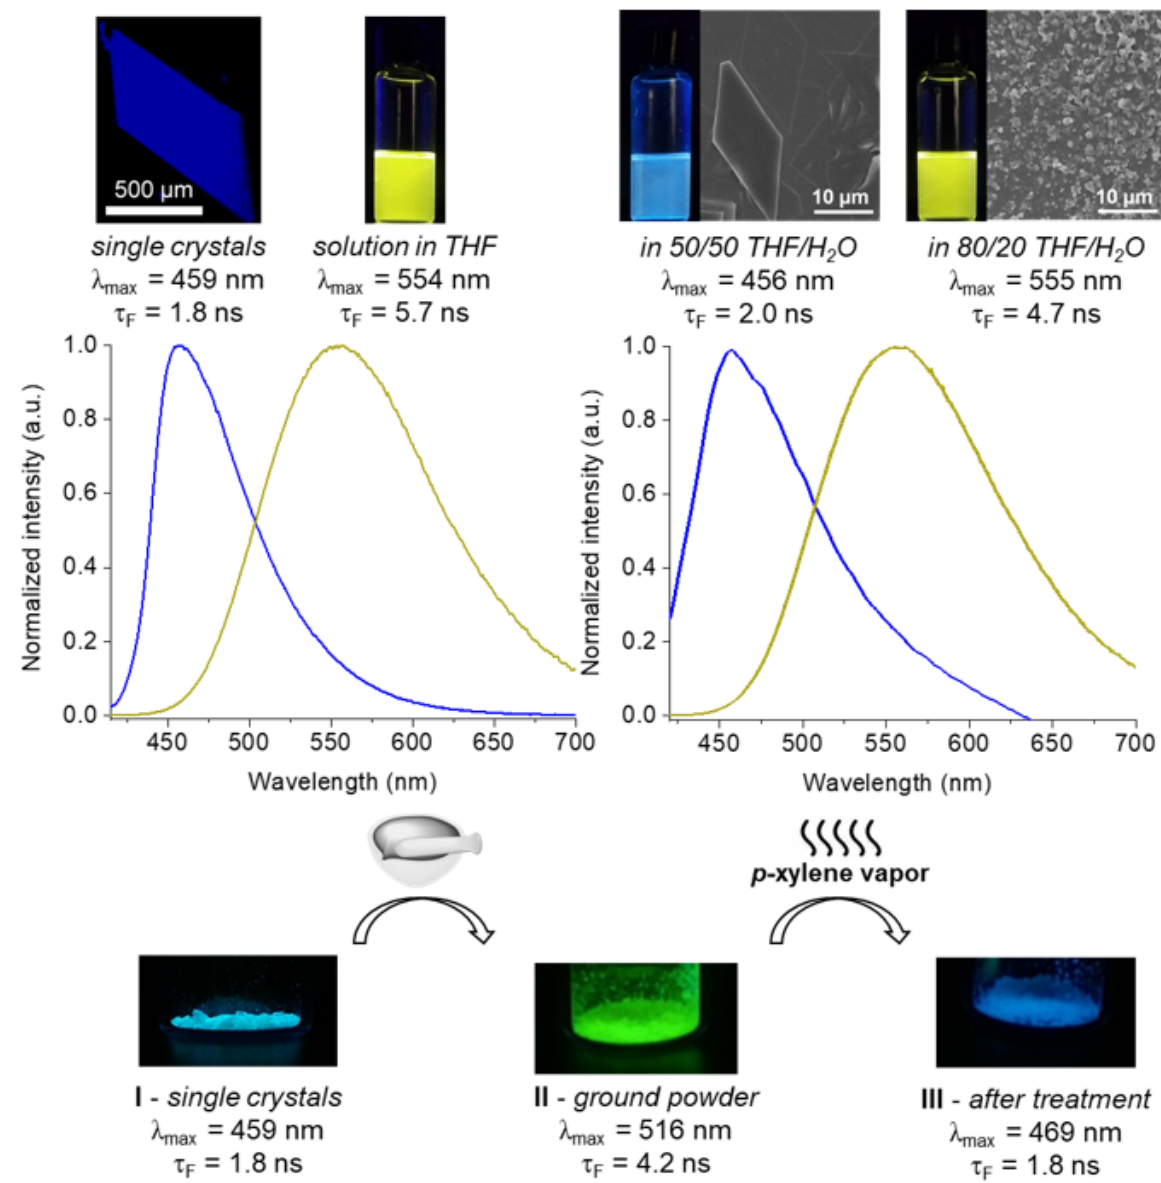 500 µm
10 µm
10 µm
single crystals
λmax = 459 nm
τF = 1.8 ns
solution in THF
λmax = 554 nm
τF = 5.7 ns
in 50/50 THF/H2O
λmax = 456 nm
τF = 2.0 ns
in 80/20 THF/H2O
λmax = 555 nm
τF = 4.7 ns
Normalized intensity (a.u.)
1.0
0.8
0.6
0.4
0.2
0.0
450 500 550 600 650 700
Wavelength (nm)
Normalized intensity (a.u.)
1.0
0.8
0.6
0.4
0.2
0.0
450 500 550 600 650 700
Wavelength (nm)
p-xylene vapor
I - single crystals
λmax = 459 nm
τF = 1.8 ns
II - ground powder
λmax = 516 nm
τF = 4.2 ns
III - after treatment
λmax = 469 nm
τF = 1.8 ns